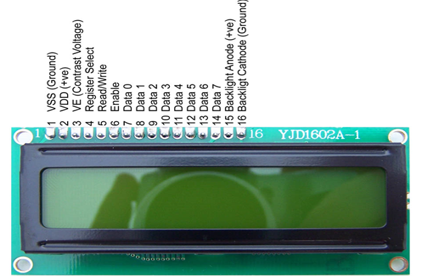 1 VSS (Ground)
2 VDD (+ve)
3 VE (Contrast Voltage)
4 Register Select
5 Read/Write
6 Enable
7 Data 0
8 Data 1
9 Data 2
10 Data 3
11 Data 4
12 Data 5
13 Data 6
14 Data 7
15 Backlight Anode (+ve)
16 Backligt Cathode (Ground)
1
16
YJD1602A-1